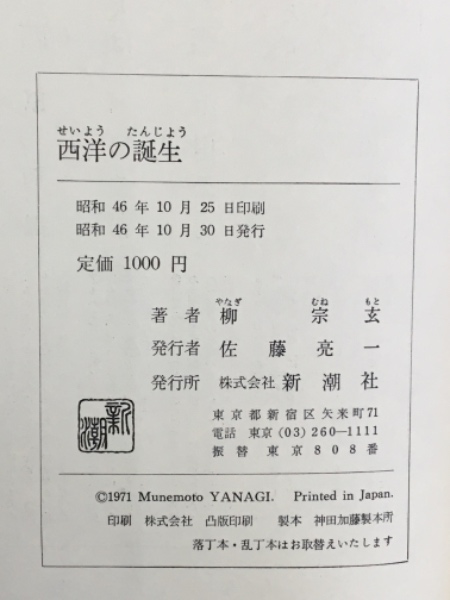 せいよう たんじょう
西洋の誕生
昭和 46 年 10 月 25 日印刷
昭和 46 年 10 月 30 日発行
定価 1000 円
やなぎ むね もと
著者 柳 宗 玄
発行者 佐藤亮一
発行所 株式会社 新潮社
東京都新宿区矢来町71
電話 東京 (03) 260―1111
振替 東京 808 番
新潮
©1971 Munemoto YANAGI. Printed in Japan.
印刷 株式会社 凸版印刷 製本 神田加藤製本所
落丁本・乱丁本はお取替えいたします